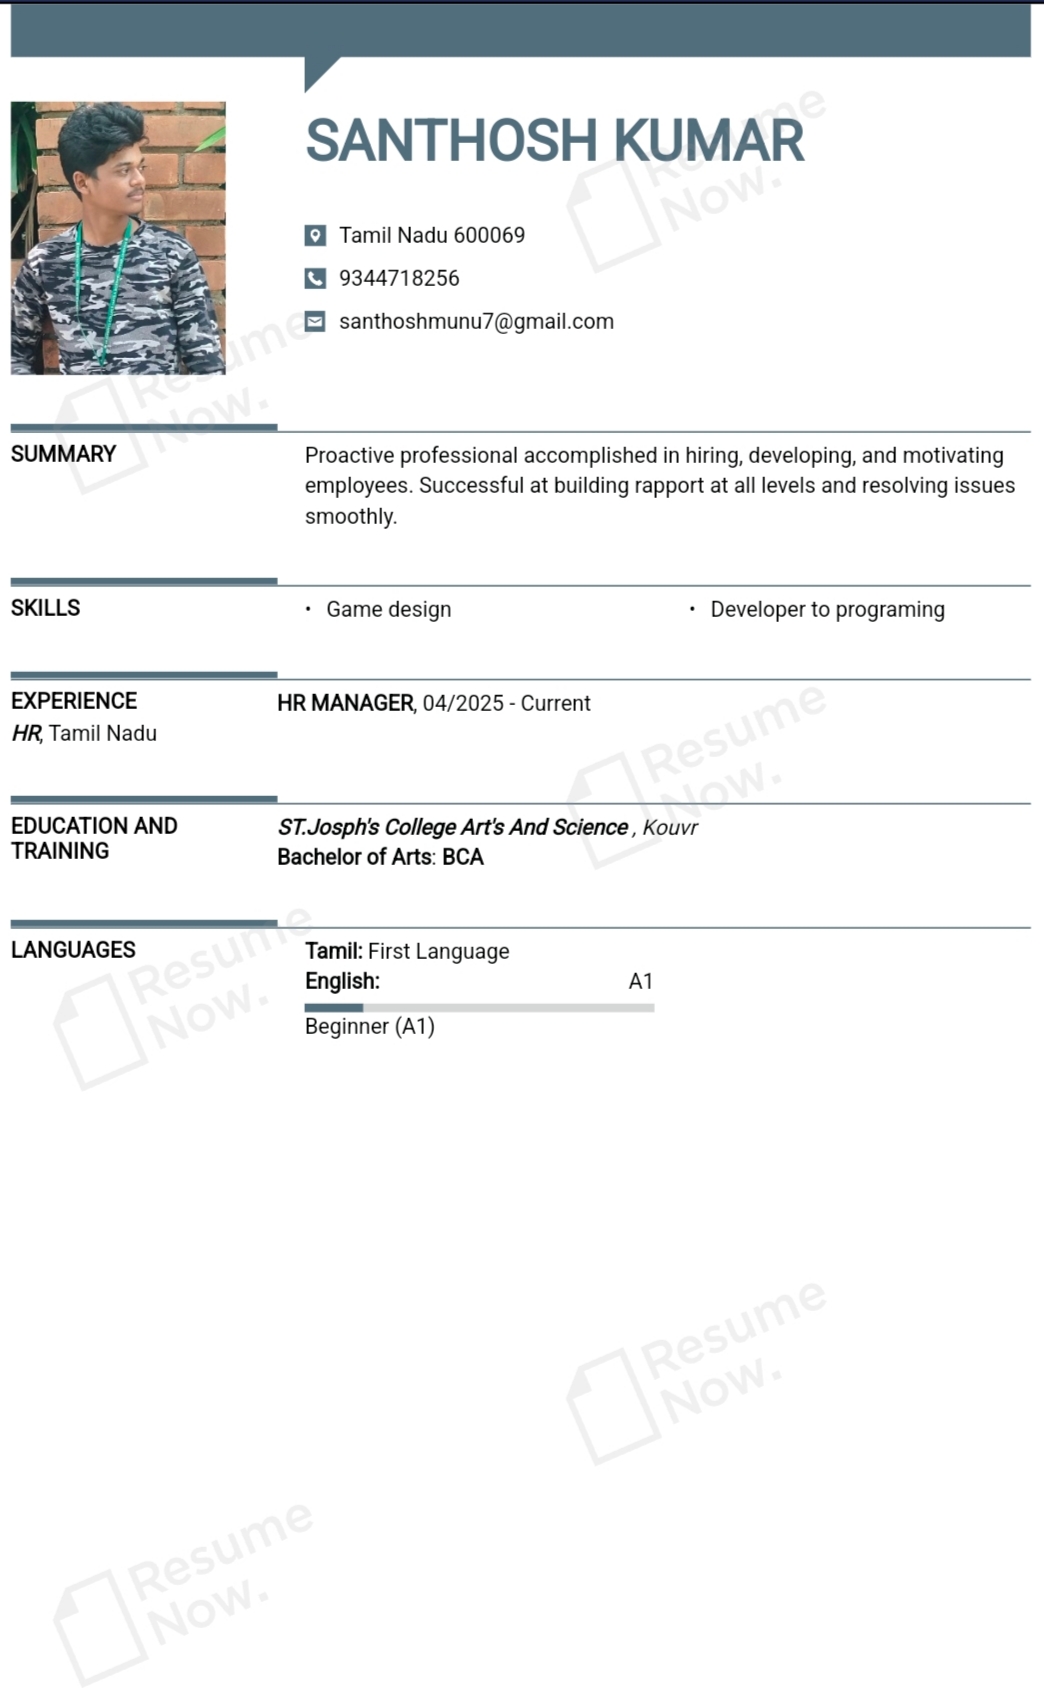 SANTHOSH KUMAR
Tamil Nadu 600069
9344718256
santhoshmunu7@gmail.com
SUMMARY
Proactive professional accomplished in hiring, developing, and motivating
employees. Successful at building rapport at all levels and resolving issues
smoothly.
SKILLS
• Game design
• Developer to programing
EXPERIENCE
HR, Tamil Nadu
HR MANAGER, 04/2025 - Current
EDUCATION AND
TRAINING
ST.Josph's College Art's And Science , Kouvr
Bachelor of Arts: BCA
LANGUAGES
Tamil: First Language
English: A1
Beginner (A1)
Resume
Now.
Resume
Now.
Resume
Now.
Resume
Now.
Resume
Now.
Resume
Now.